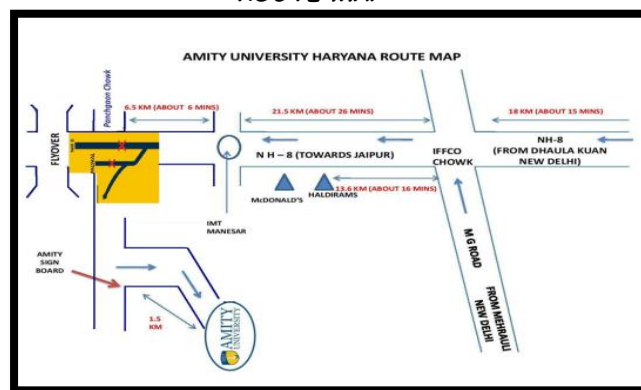 ROUTE MAP
AMITY UNIVERSITY HARYANA ROUTE MAP
Panchgaon Chowk
6.5 KM (ABOUT 6 MINS)
21.5 KM (ABOUT 26 MINS)
18 KM (ABOUT 15 MINS)
FLYOVER
N H – 8 (TOWARDS JAIPUR)
IFFCO
CHOWK
NH-8
(FROM DHAULA KUAN
NEW DELHI)
McDONALD'S
HALDIRAMS
13.6 KM (ABOUT 16 MINS)
IMT
MANESAR
AMITY
SIGN
BOARD
M G ROAD
FROM MEHRAULI
NEW DELHI
1.5
KM
AMITY
UNIVERSITY